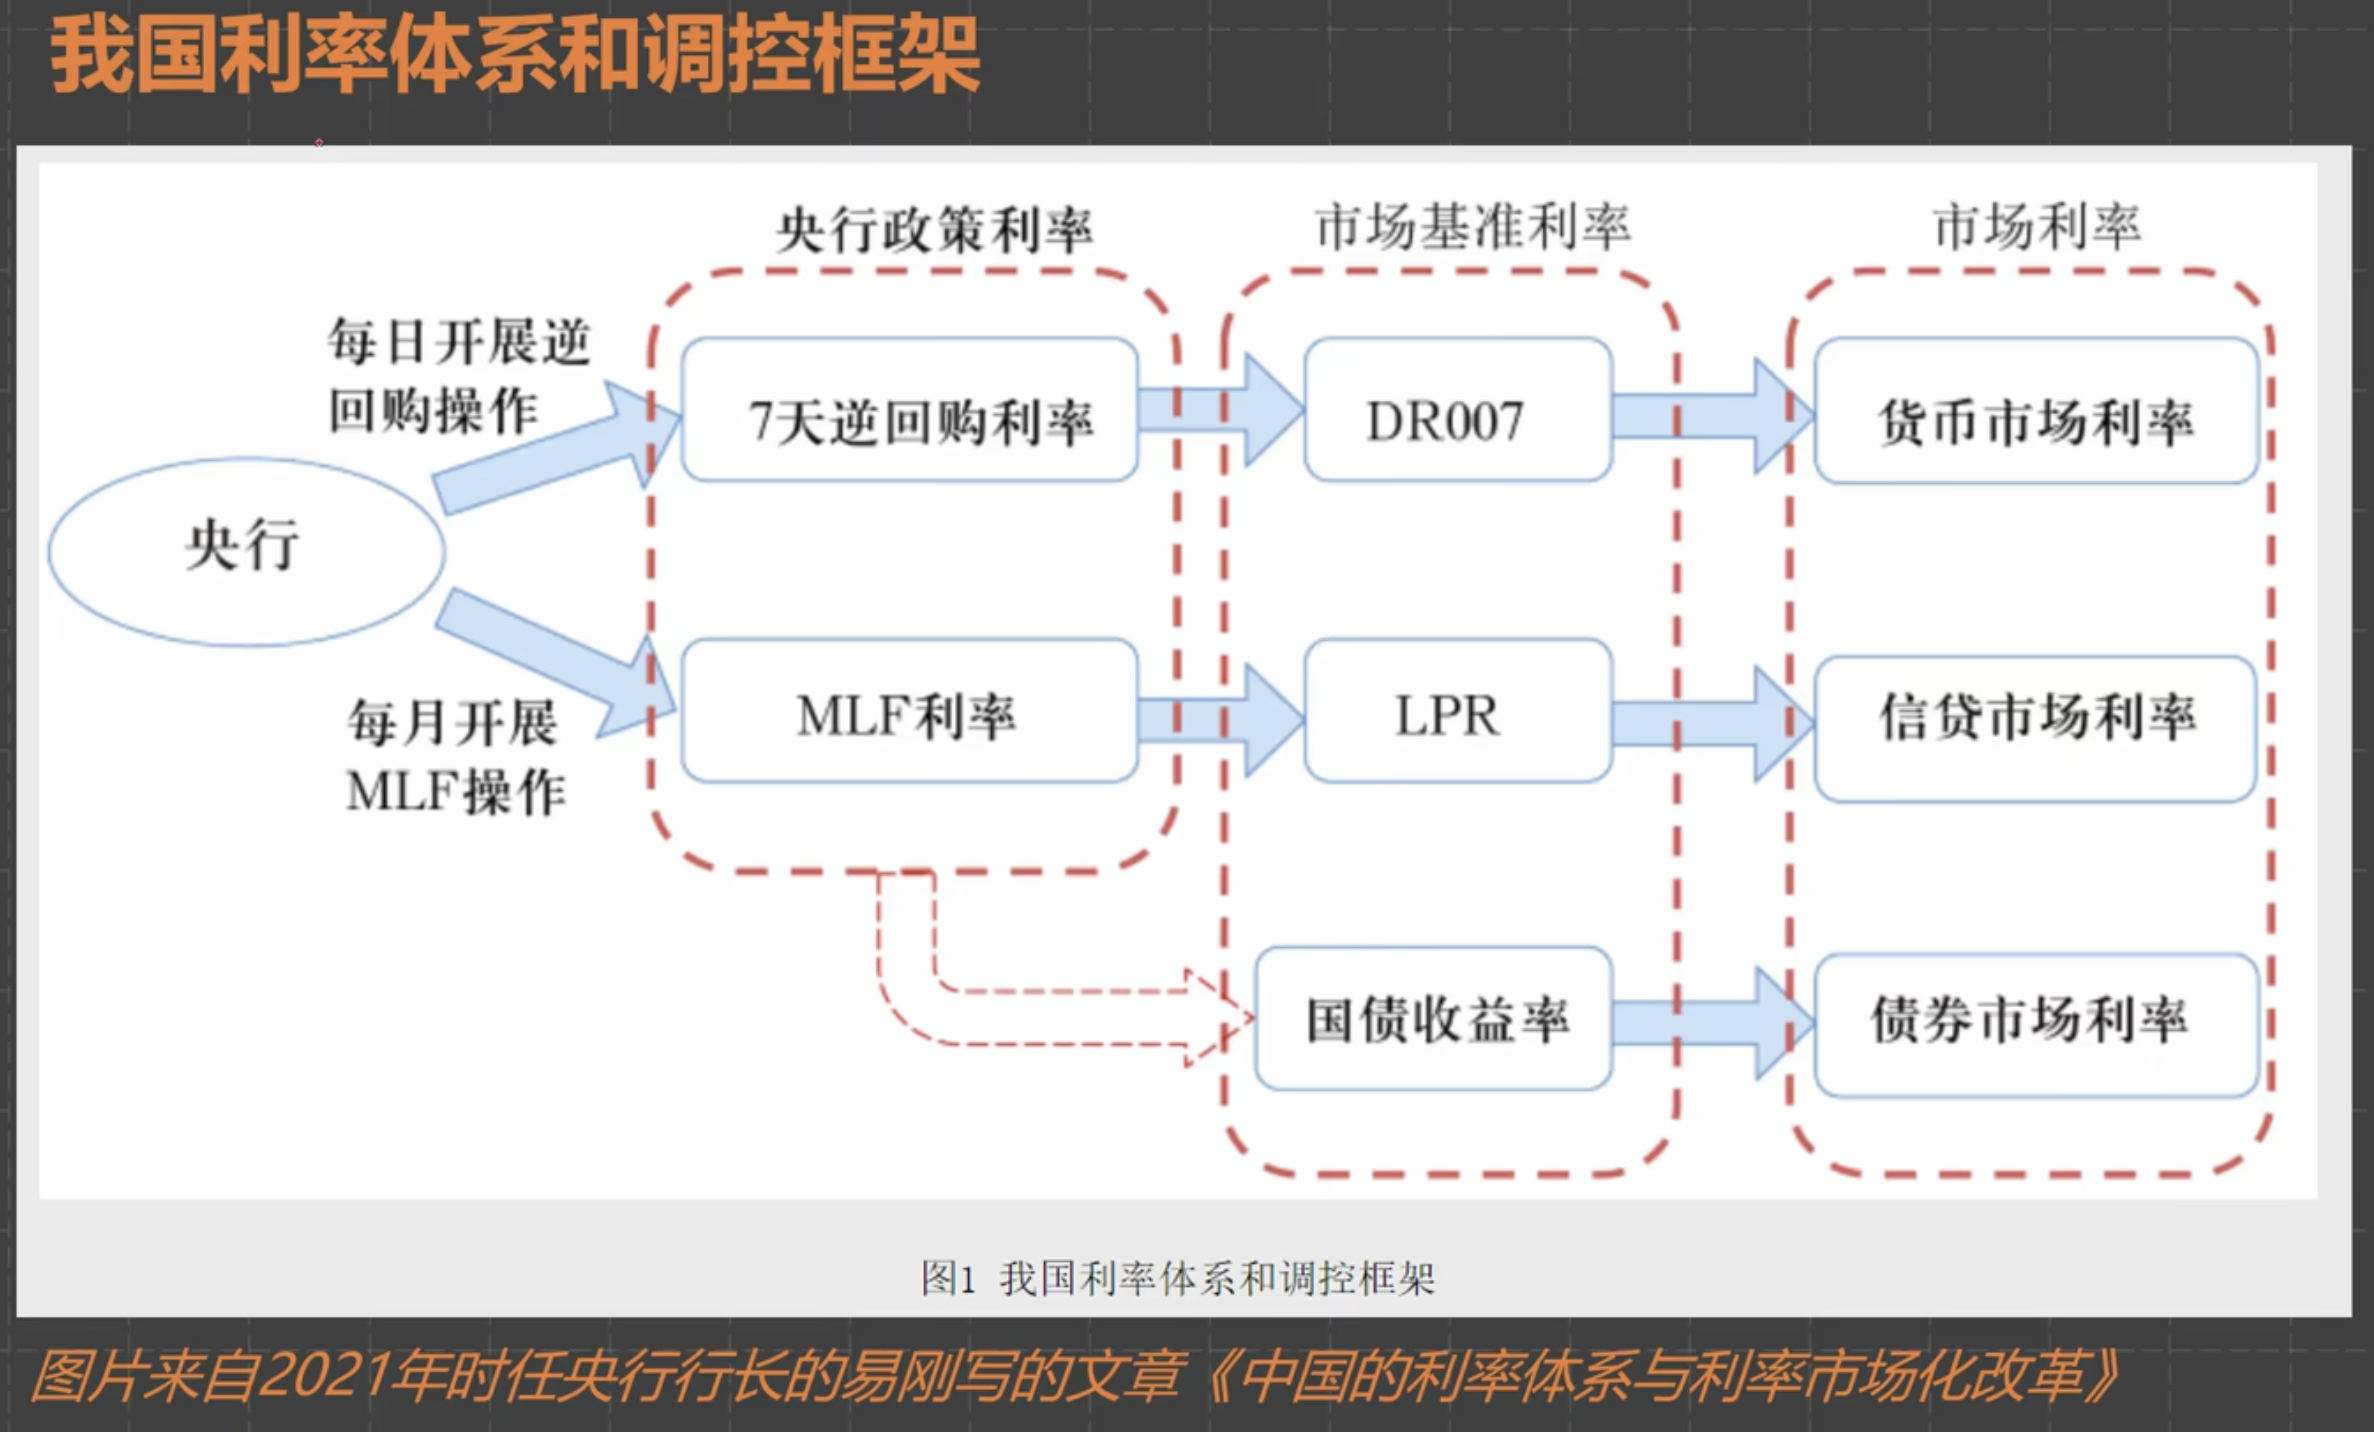 我国利率体系和调控框架
央行政策利率
市场基准利率
市场利率
每日开展逆
回购操作
7天逆回购利率
DR007
货币市场利率
央行
MLF利率
LPR
信贷市场利率
每月开展
MLF操作
国债收益率
债券市场利率
图1 我国利率体系和调控框架
图片来自2021年时任央行行长的易刚写的文章《中国的利率体系与利率市场化改革》